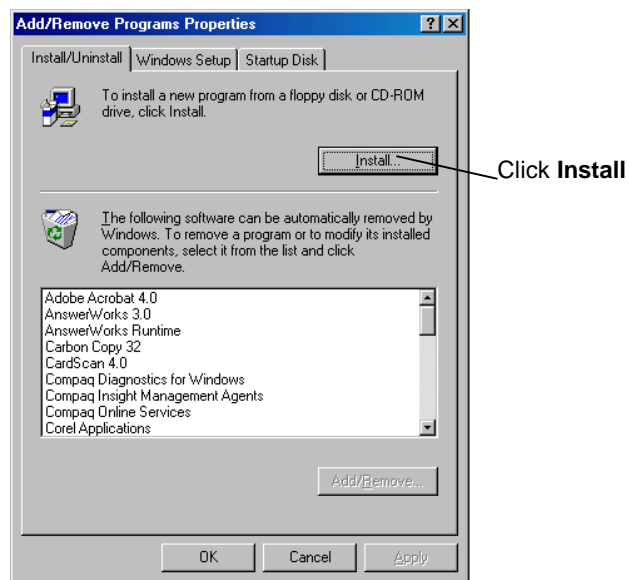 Add/Remove Programs Properties
Install/Uninstall
Windows Setup
Startup Disk
To install a new program from a floppy disk or CD-ROM
drive, click Install.
Install...
Click Install
The following software can be automatically removed by
Windows. To remove a program or to modify its installed
components, select it from the list and click
Add/Remove.
Adobe Acrobat 4.0
AnswerWorks 3.0
AnswerWorks Runtime
Carbon Copy 32
CardScan 4.0
Compaq Diagnostics for Windows
Compaq Insight Management Agents
Compaq Online Services
Corel Applications
Add/Remove...
OK
Cancel
Apply